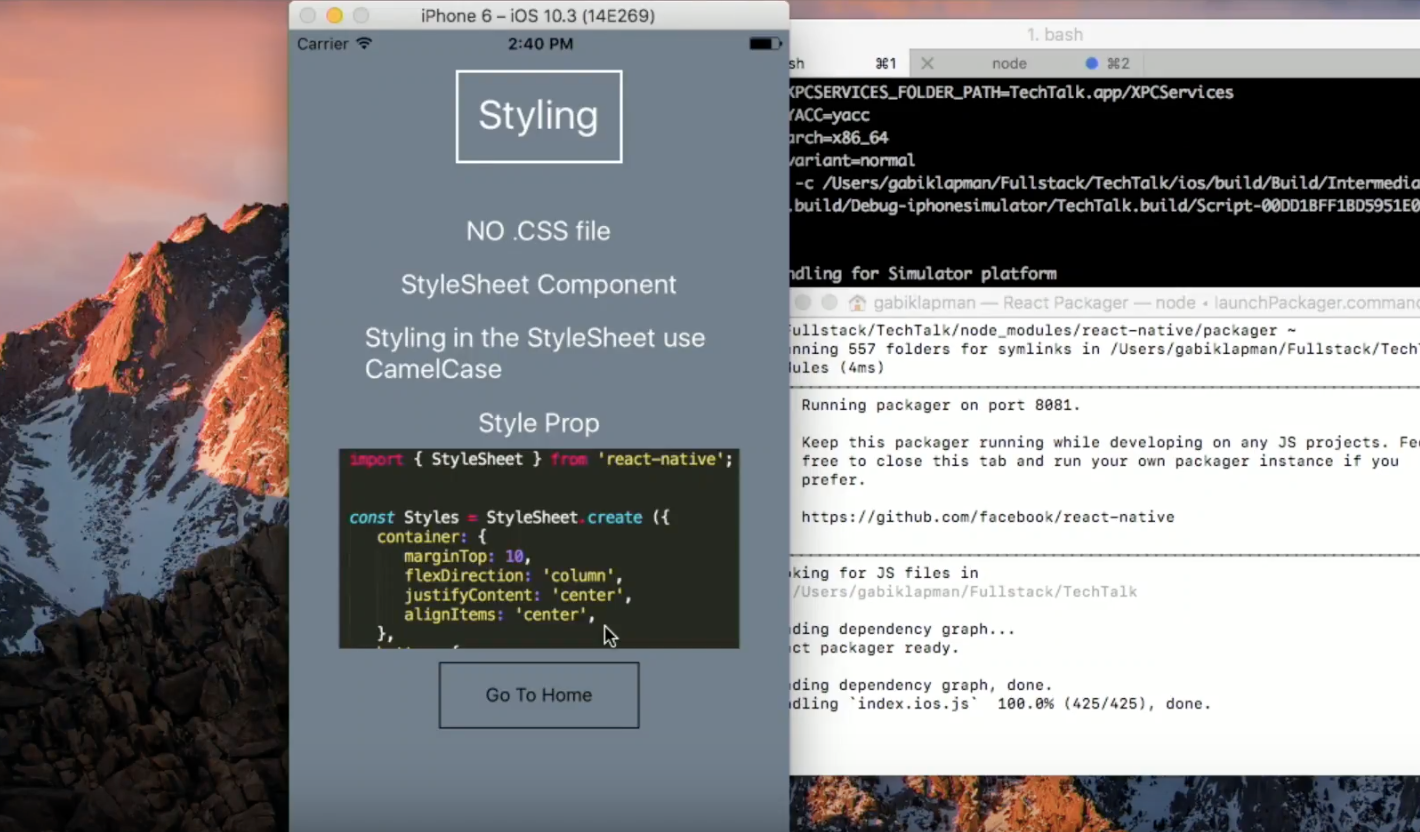 iPhone 6 – iOS 10.3 (14E269)
Carrier
2:40 PM
Styling
NO .CSS file
StyleSheet Component
Styling in the StyleSheet use
CamelCase
Style Prop
import { StyleSheet } from 'react-native';
const Styles = StyleSheet.create ({
container: {
marginTop: 10,
flexDirection: 'column',
justifyContent: 'center',
alignItems: 'center',
},
Go To Home
1. bash
sh ⌘1 node ⌘2
XPCSERVICES_FOLDER_PATH=TechTalk.app/XPCServices
YACC=yacc
arch=x86_64
variant=normal
-c /Users/gabiklapman/Fullstack/TechTalk/ios/build/Build/Intermedia
.build/Debug-iphonesimulator/TechTalk.build/Script-00DD1BFF1BD5951E0
ndling for Simulator platform
gabiklapman — React Packager — node • launchPackager.command
Fullstack/TechTalk/node_modules/react-native/packager ~
nning 557 folders for symlinks in /Users/gabiklapman/Fullstack/Tech
ules (4ms)
Running packager on port 8081.
Keep this packager running while developing on any JS projects. Fee
free to close this tab and run your own packager instance if you
prefer.
https://github.com/facebook/react-native
king for JS files in
/Users/gabiklapman/Fullstack/TechTalk
ding dependency graph...
ct packager ready.
ding dependency graph, done.
dling `index.ios.js` 100.0% (425/425), done.